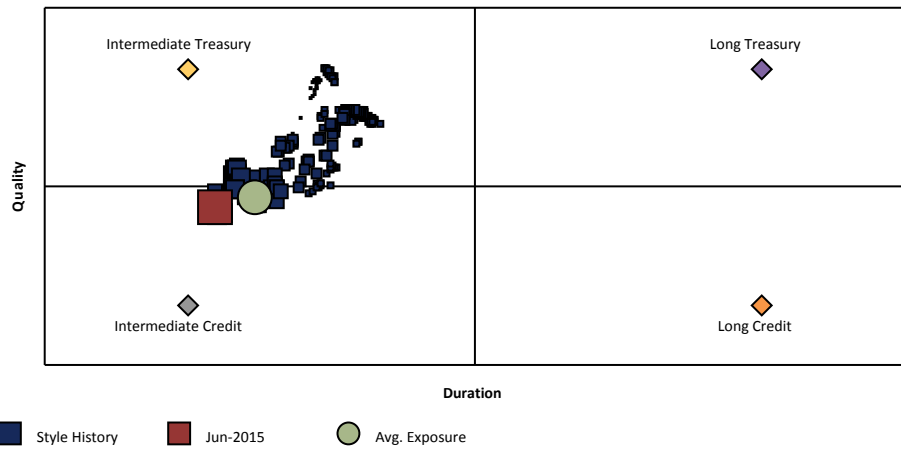 Intermediate Treasury
Long Treasury
Quality
Intermediate Credit
Long Credit
Duration
Style History
Jun-2015
Avg. Exposure